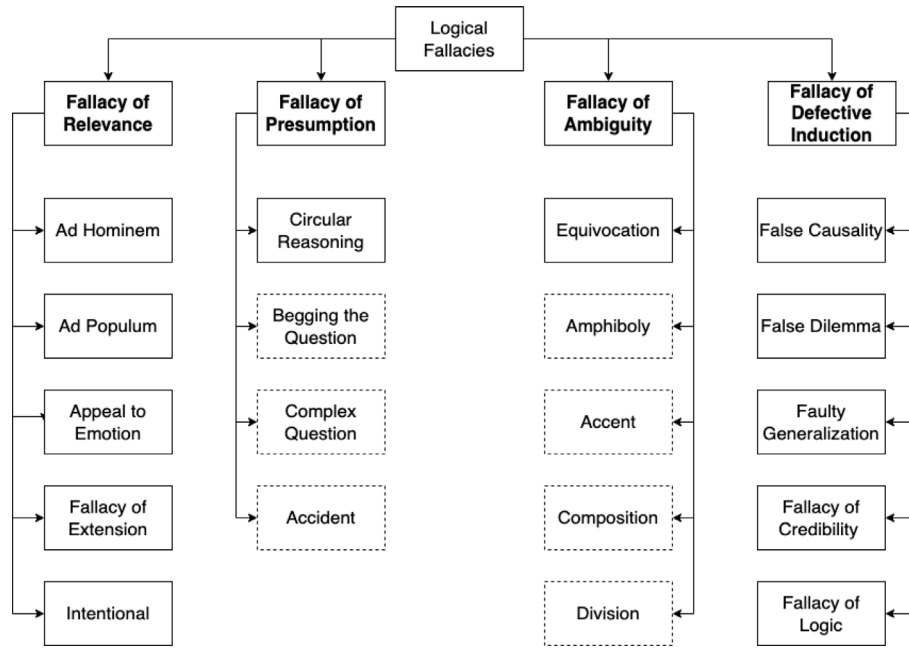 Logical
Fallacies
Fallacy of
Relevance
Fallacy of
Presumption
Fallacy of
Ambiguity
Fallacy of
Defective
Induction
Ad Hominem
Circular
Reasoning
Equivocation
False Causality
Ad Populum
Begging the
Question
Amphiboly
False Dilemma
Appeal to
Emotion
Complex
Question
Accent
Faulty
Generalization
Fallacy of
Extension
Accident
Composition
Fallacy of
Credibility
Intentional
Division
Fallacy of
Logic